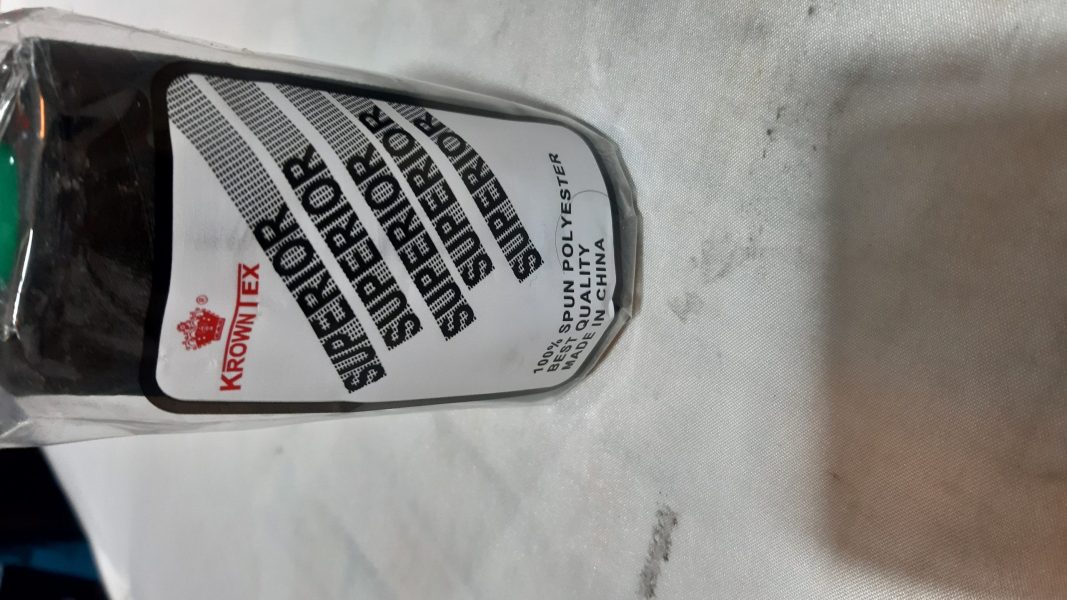 ®
KROWNTEX
SUPERIOR
SUPERIOR
SUPERIOR
SUPERIOR
SUPERIOR
100% SPUN POLYESTER
BEST QUALITY
MADE IN CHINA